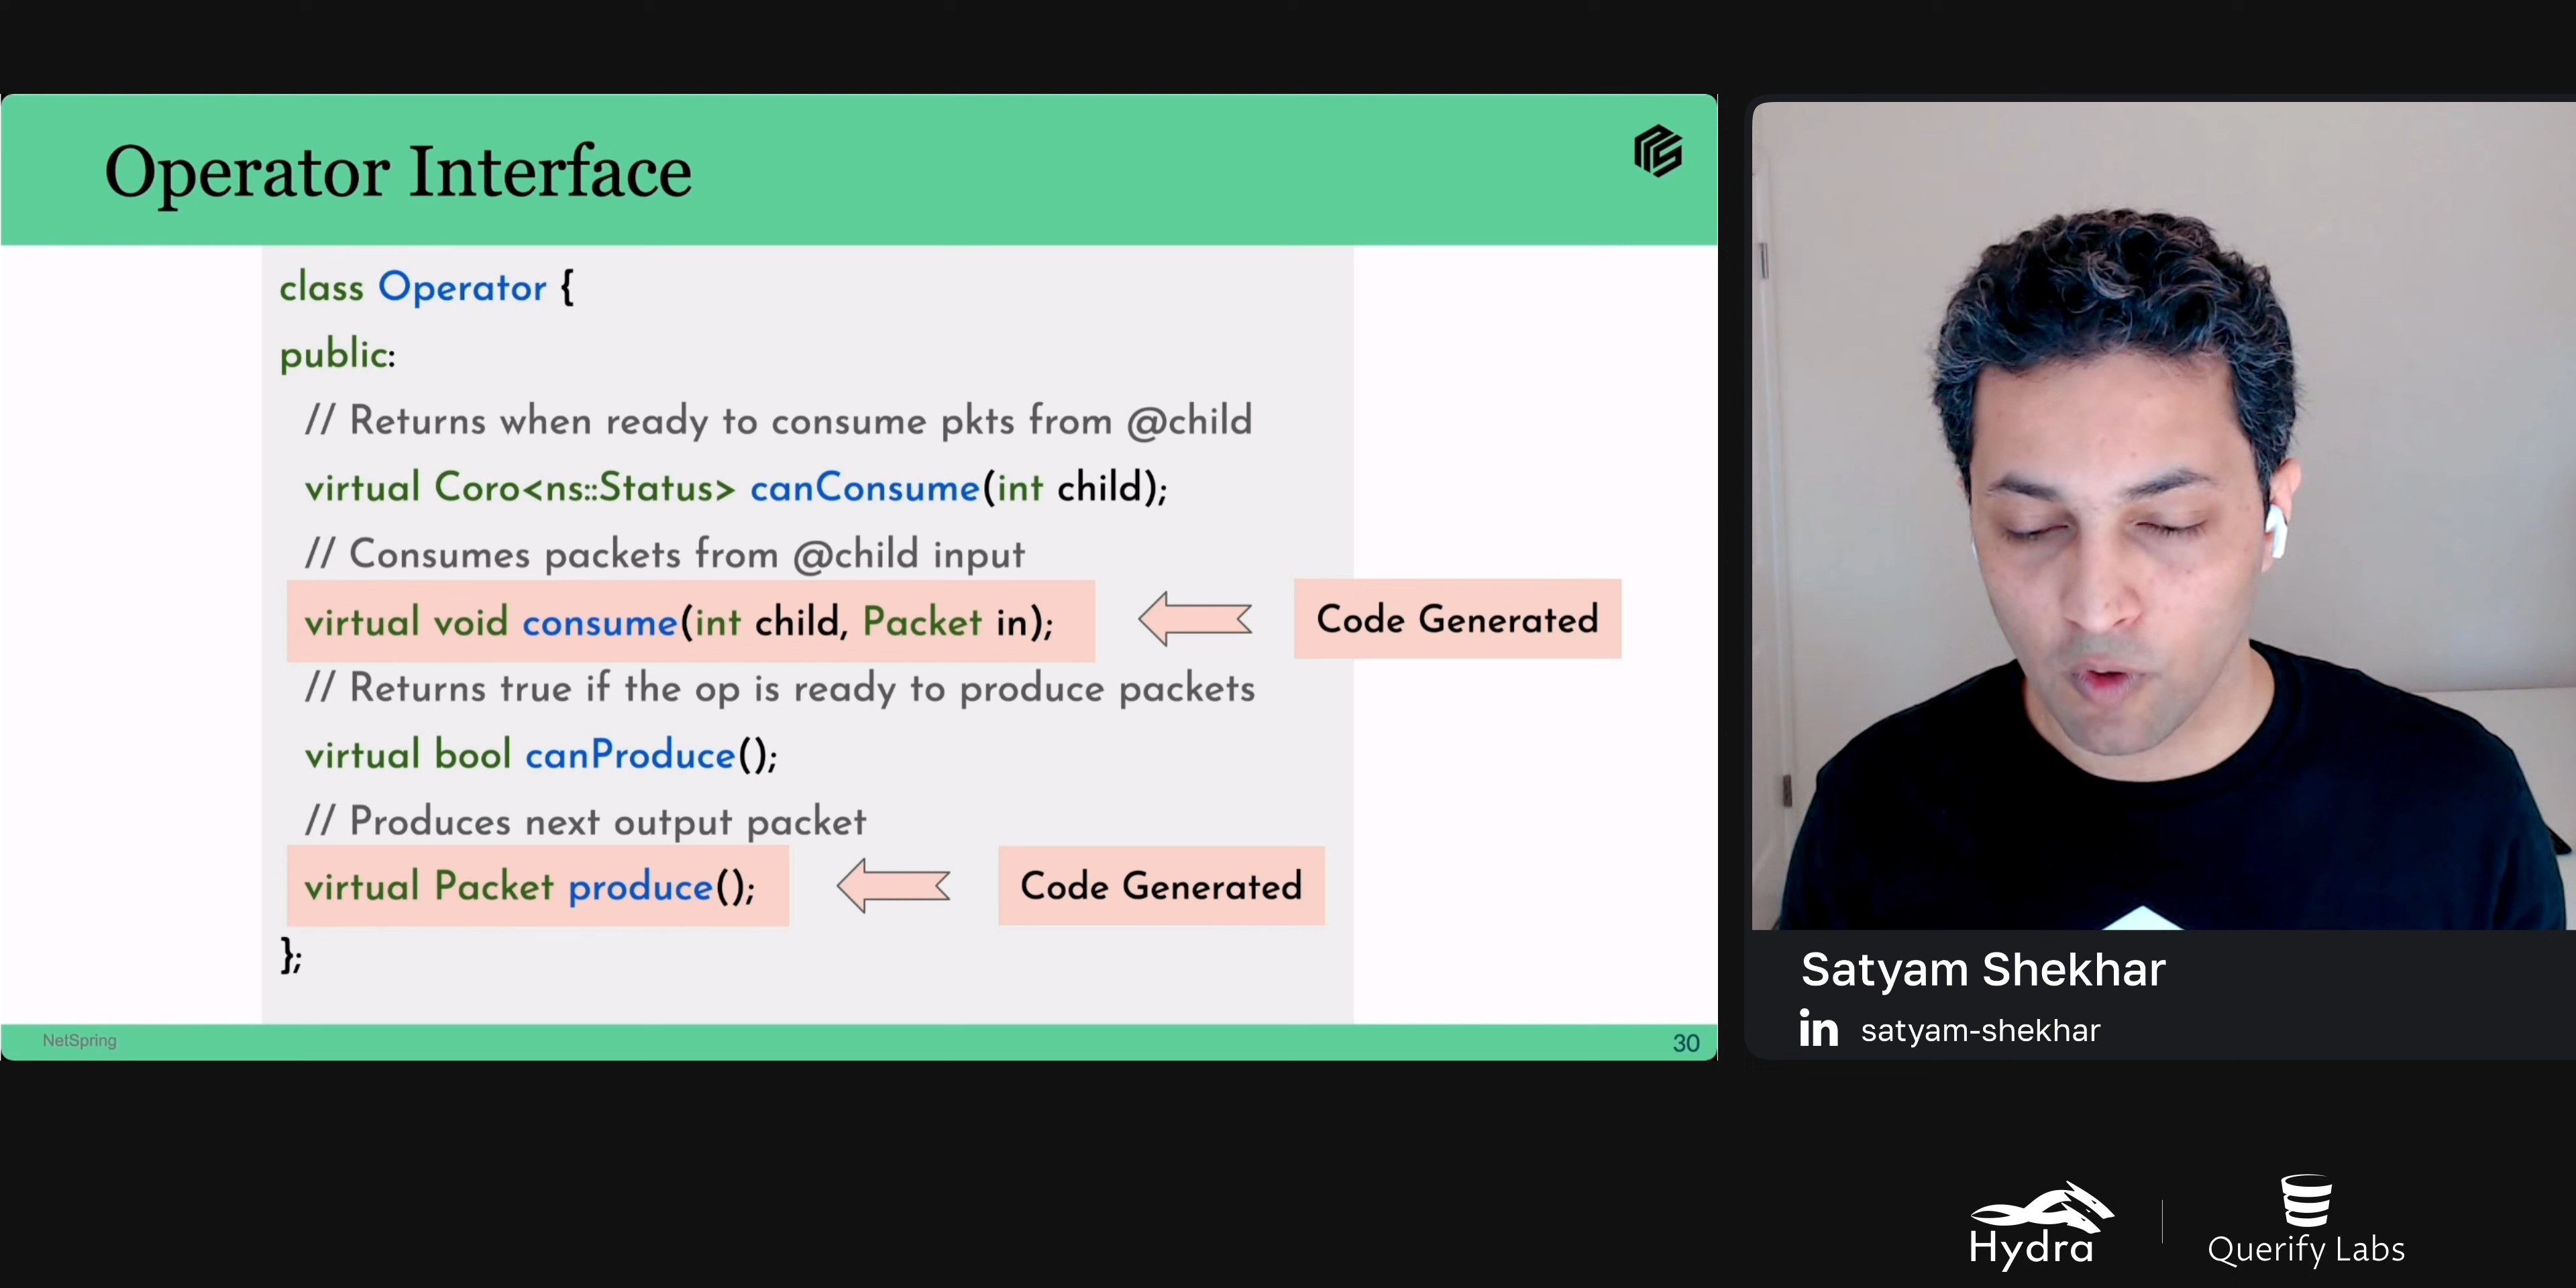 Operator Interface
class Operator {
public:
// Returns when ready to consume pkts from @child
virtual Coro<ns::Status> canConsume(int child);
// Consumes packets from @child input
virtual void consume(int child, Packet in);
Code Generated
// Returns true if the op is ready to produce packets
virtual bool canProduce();
// Produces next output packet
virtual Packet produce();
Code Generated
};
NetSpring
30
Satyam Shekhar
in satyam-shekhar
Hydra
Querify Labs